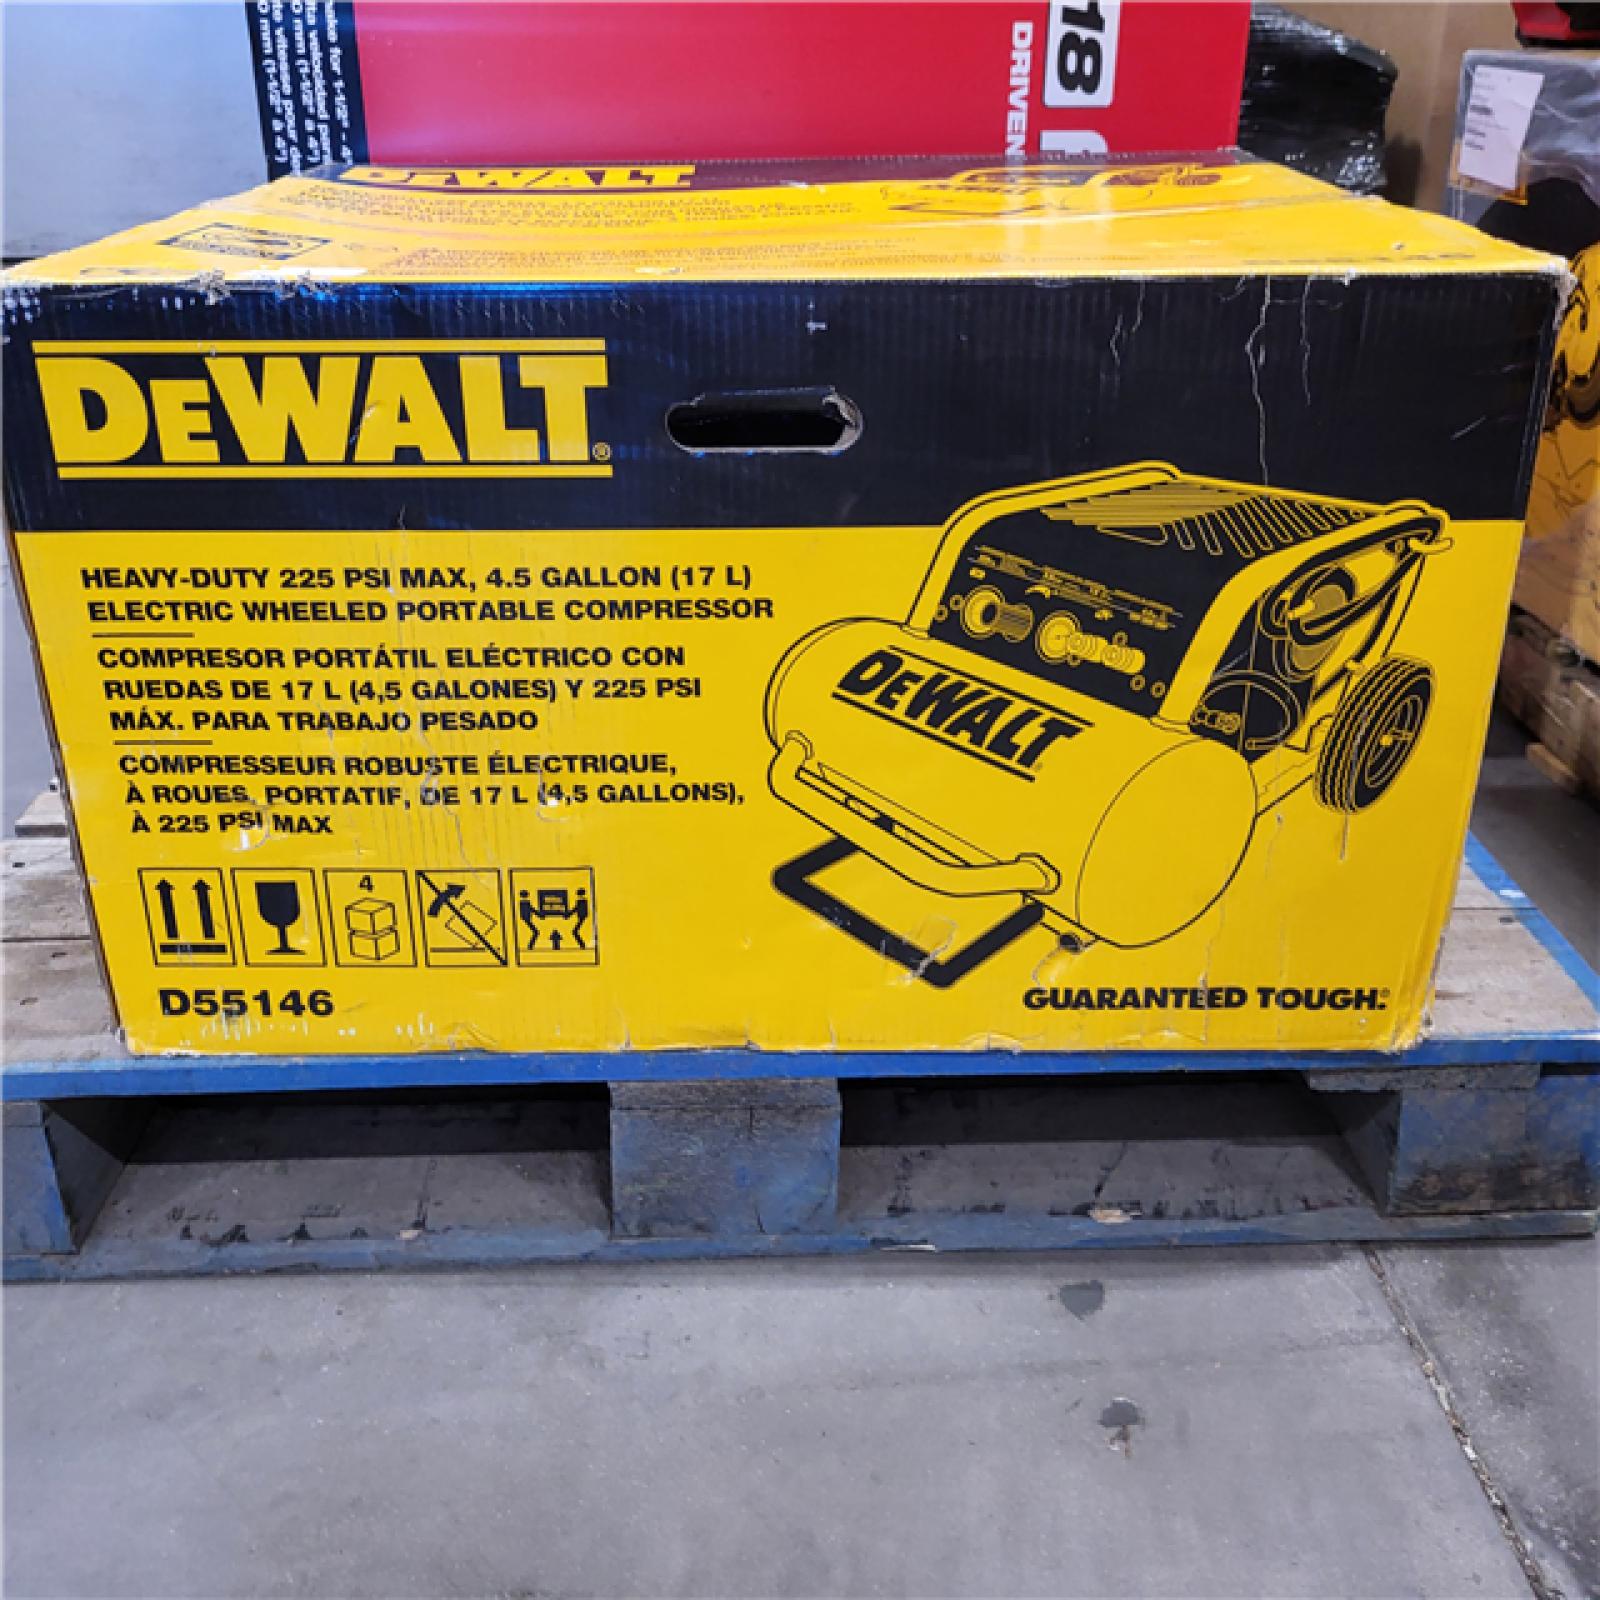 18
DRIVEN
DEWALT
DEWALT®
HEAVY-DUTY 225 PSI MAX, 4.5 GALLON (17 L)
ELECTRIC WHEELED PORTABLE COMPRESSOR
COMPRESOR PORTÁTIL ELÉCTRICO CON
RUEDAS DE 17 L (4,5 GALONES) Y 225 PSI
MÁX. PARA TRABAJO PESADO
COMPRESSEUR ROBUSTE ÉLECTRIQUE,
À ROUES, PORTATIF, DE 17 L (4,5 GALLONS),
À 225 PSI MAX
DEWALT
4
D55146
GUARANTEED TOUGH.®